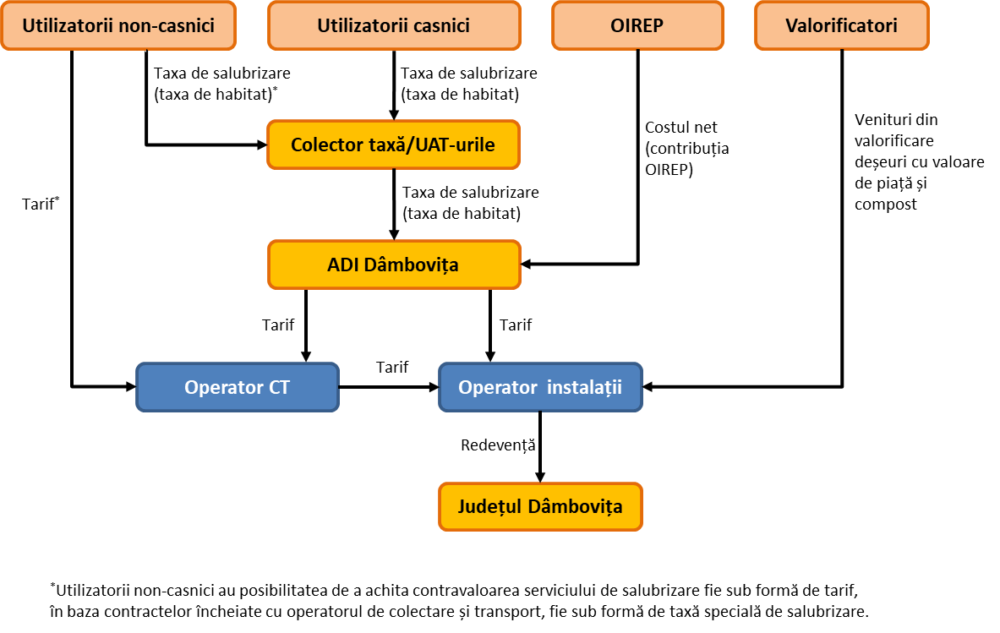 Utilizatorii non-casnici
Utilizatorii casnici
OIREP
Valorificatori
Taxa de salubrizare
(taxa de habitat)*
Taxa de salubrizare
(taxa de habitat)
Costul net
(contribuția
OIREP)
Venituri din
valorificare
deșeuri cu valoare
de piață și
compost
Colector taxă/UAT-urile
Tarif*
Taxa de salubrizare
(taxa de habitat)
ADI Dâmbovița
Tarif
Tarif
Operator CT
Tarif
Operator instalații
Redevență
Județul Dâmbovița
*Utilizatorii non-casnici au posibilitatea de a achita contravaloarea serviciului de salubrizare fie sub formă de tarif,
în baza contractelor încheiate cu operatorul de colectare și transport, fie sub formă de taxă specială de salubrizare.